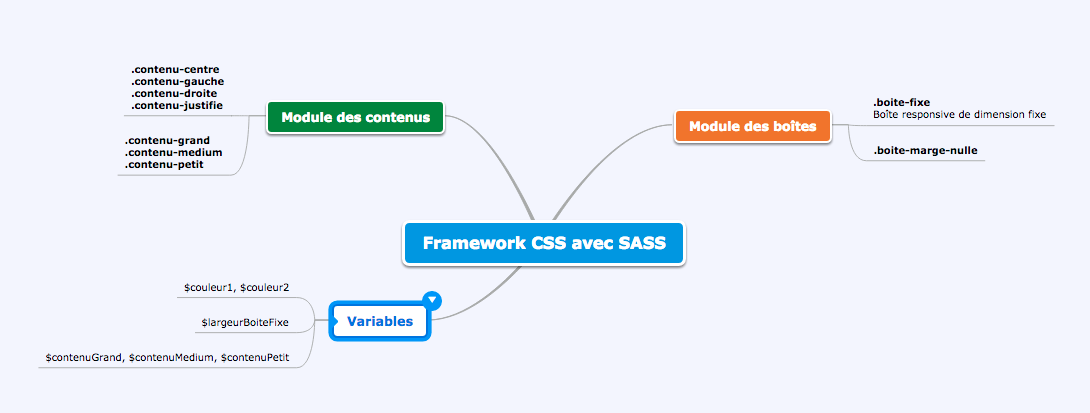 Framework CSS avec SASS
Module des contenus
.contenu-centre
.contenu-gauche
.contenu-droite
.contenu-justifie
.contenu-grand
.contenu-medium
.contenu-petit
Module des boîtes
.boite-fixe
Boîte responsive de dimension fixe
.boite-marge-nulle
Variables
$couleur1, $couleur2
$largeurBoiteFixe
$contenuGrand, $contenuMedium, $contenuPetit